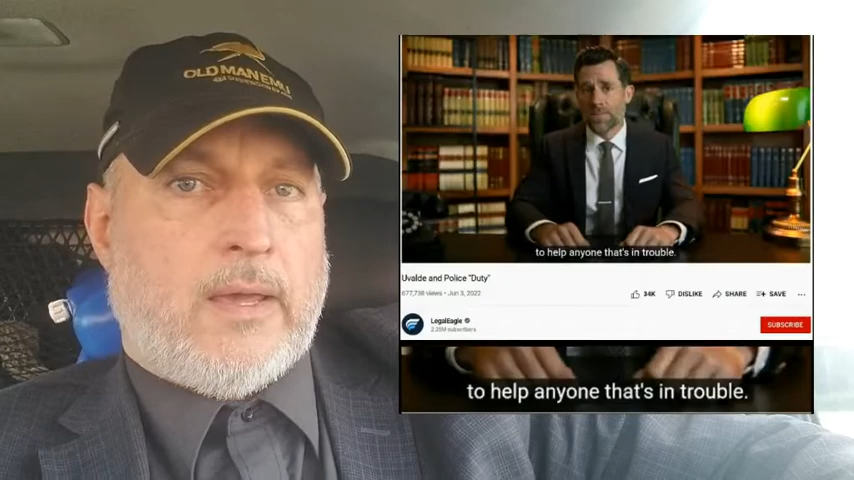 OLD MAN EMU
to help anyone that's in trouble.
Uvalde and Police "Duty"
677,738 views • Jun 3, 2022
34K
DISLIKE
SHARE
SAVE
LegalEagle
2.25M subscribers
SUBSCRIBE
to help anyone that's in trouble.